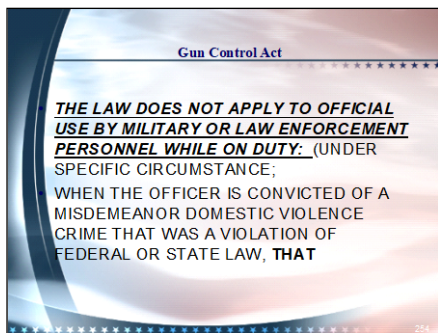 Gun Control Act
• THE LAW DOES NOT APPLY TO OFFICIAL
USE BY MILITARY OR LAW ENFORCEMENT
PERSONNEL WHILE ON DUTY: (UNDER
SPECIFIC CIRCUMSTANCE;
• WHEN THE OFFICER IS CONVICTED OF A
MISDEMEANOR DOMESTIC VIOLENCE
CRIME THAT WAS A VIOLATION OF
FEDERAL OR STATE LAW, THAT
254